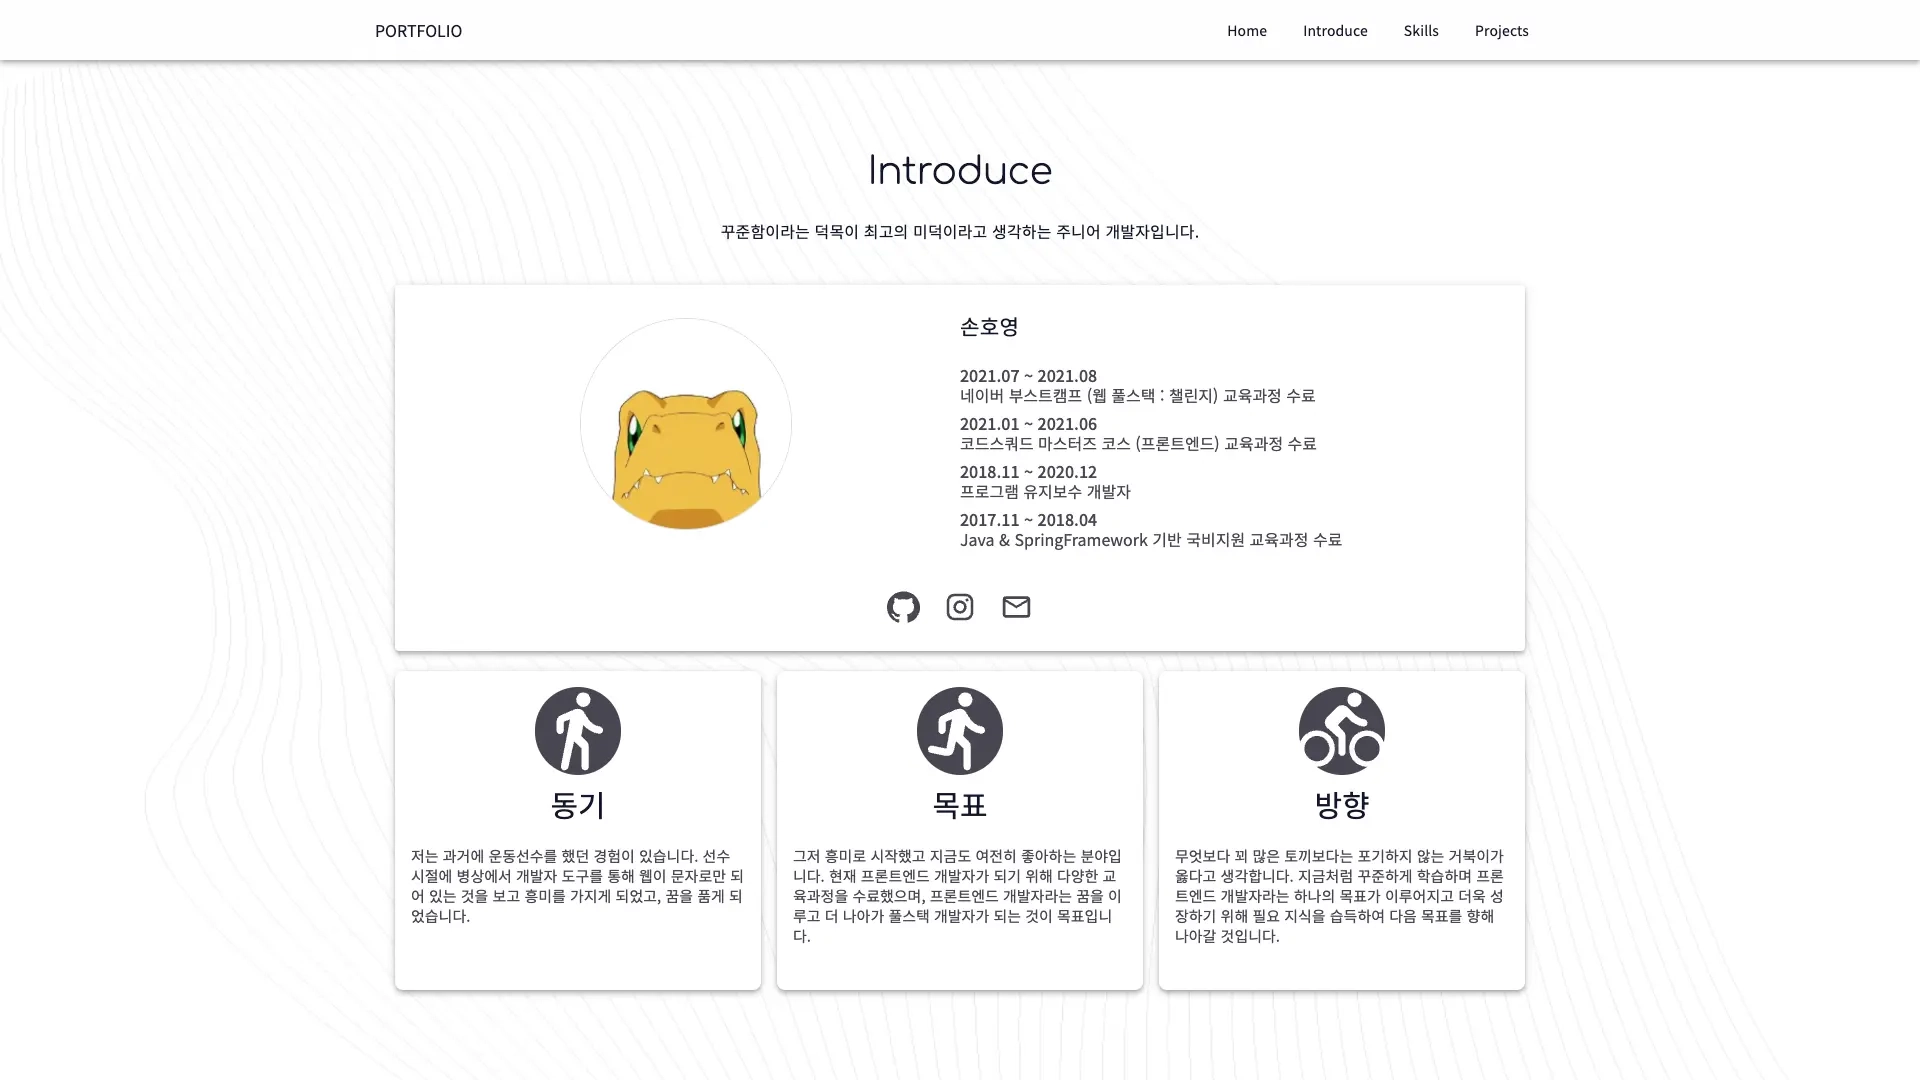 PORTFOLIO
Home Introduce Skills Projects
Introduce
꾸준함이라는 덕목이 최고의 미덕이라고 생각하는 주니어 개발자입니다.
손호영
2021.07 ~ 2021.08
네이버 부스트캠프 (웹 풀스택 : 챌린지) 교육과정 수료
2021.01 ~ 2021.06
코드스쿼드 마스터즈 코스 (프론트엔드) 교육과정 수료
2018.11 ~ 2020.12
프로그램 유지보수 개발자
2017.11 ~ 2018.04
Java & SpringFramework 기반 국비지원 교육과정 수료
동기
저는 과거에 운동선수를 했던 경험이 있습니다. 선수
시절에 병상에서 개발자 도구를 통해 웹이 문자로만 되
어 있는 것을 보고 흥미를 가지게 되었고, 꿈을 품게 되
었습니다.
목표
그저 흥미로 시작했고 지금도 여전히 좋아하는 분야입
니다. 현재 프론트엔드 개발자가 되기 위해 다양한 교
육과정을 수료했으며, 프론트엔드 개발자라는 꿈을 이
루고 더 나아가 풀스택 개발자가 되는 것이 목표입니
다.
방향
무엇보다 꾀 많은 토끼보다는 포기하지 않는 거북이가
옳다고 생각합니다. 지금처럼 꾸준하게 학습하며 프론
트엔드 개발자라는 하나의 목표가 이루어지고 더욱 성
장하기 위해 필요 지식을 습득하여 다음 목표를 향해
나아갈 것입니다.